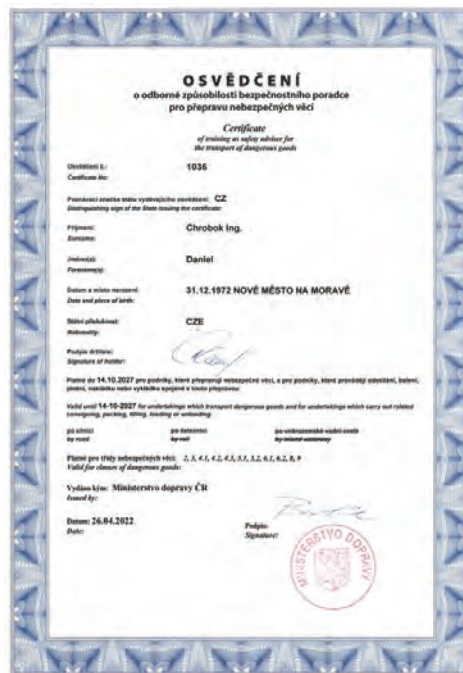 OSVĚDČENÍ
o odborné způsobilosti bezpečnostního poradce
pro přepravu nebezpečných věcí
Certificate
of training as safety adviser for
the transport of dangerous goods
Osvědčení č.: 1036
Certificate No:
Poznávací značka státu vydávajícího osvědčení: CZ
Distinguishing sign of the State issuing the certificate:
Příjmení: Chrobok Ing.
Surname:
Jméno(a): Daniel
Forename(s):
Datum a místo narození: 31.12.1972 NOVÉ MĚSTO NA MORAVĚ
Date and place of birth:
Státní příslušnost: CZE
Nationality:
Podpis držitele:
Signature of holder:
Platné do 14.10.2027 pro podniky, které přepravují nebezpečné věci, a pro podniky, které provádějí odesílání, balení,
plnění, nakládku nebo vykládku spojené s touto přepravou:
Valid until 14-10-2027 for undertakings which transport dangerous goods and for undertakings which carry out related
consigning, packing, filling, loading or unloading
po silnici po železnici po vnitrozemské vodní cestě
by road by rail by inland waterway
Platné pro třídy nebezpečných věcí: 2, 3, 4.1, 4.2, 4.3, 5.1, 5.2, 6.1, 6.2, 8, 9
Valid for classes of dangerous goods:
Vydáno kým: Ministerstvo dopravy ČR
Issued by:
Datum: 26.04.2022 Podpis:
Date: Signature:
MINISTERSTVO DOPRAVY